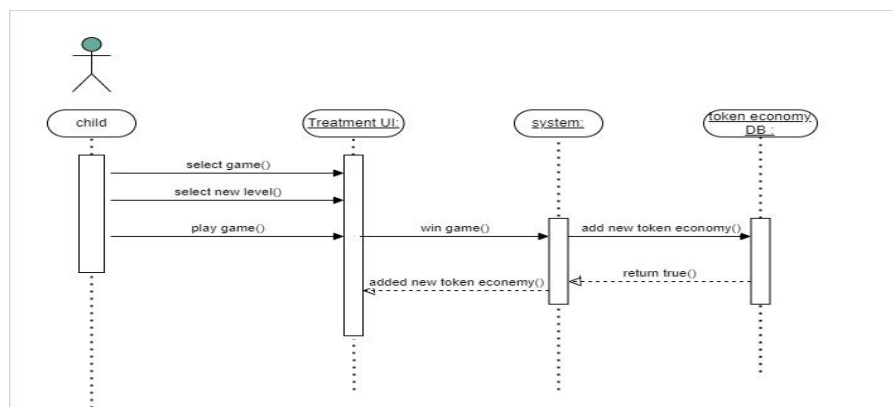 child
Treatment UI:
system:
token economy
DB :
select game()
select new level()
play game()
win game()
add new token economy()
return true()
added new token econemy()